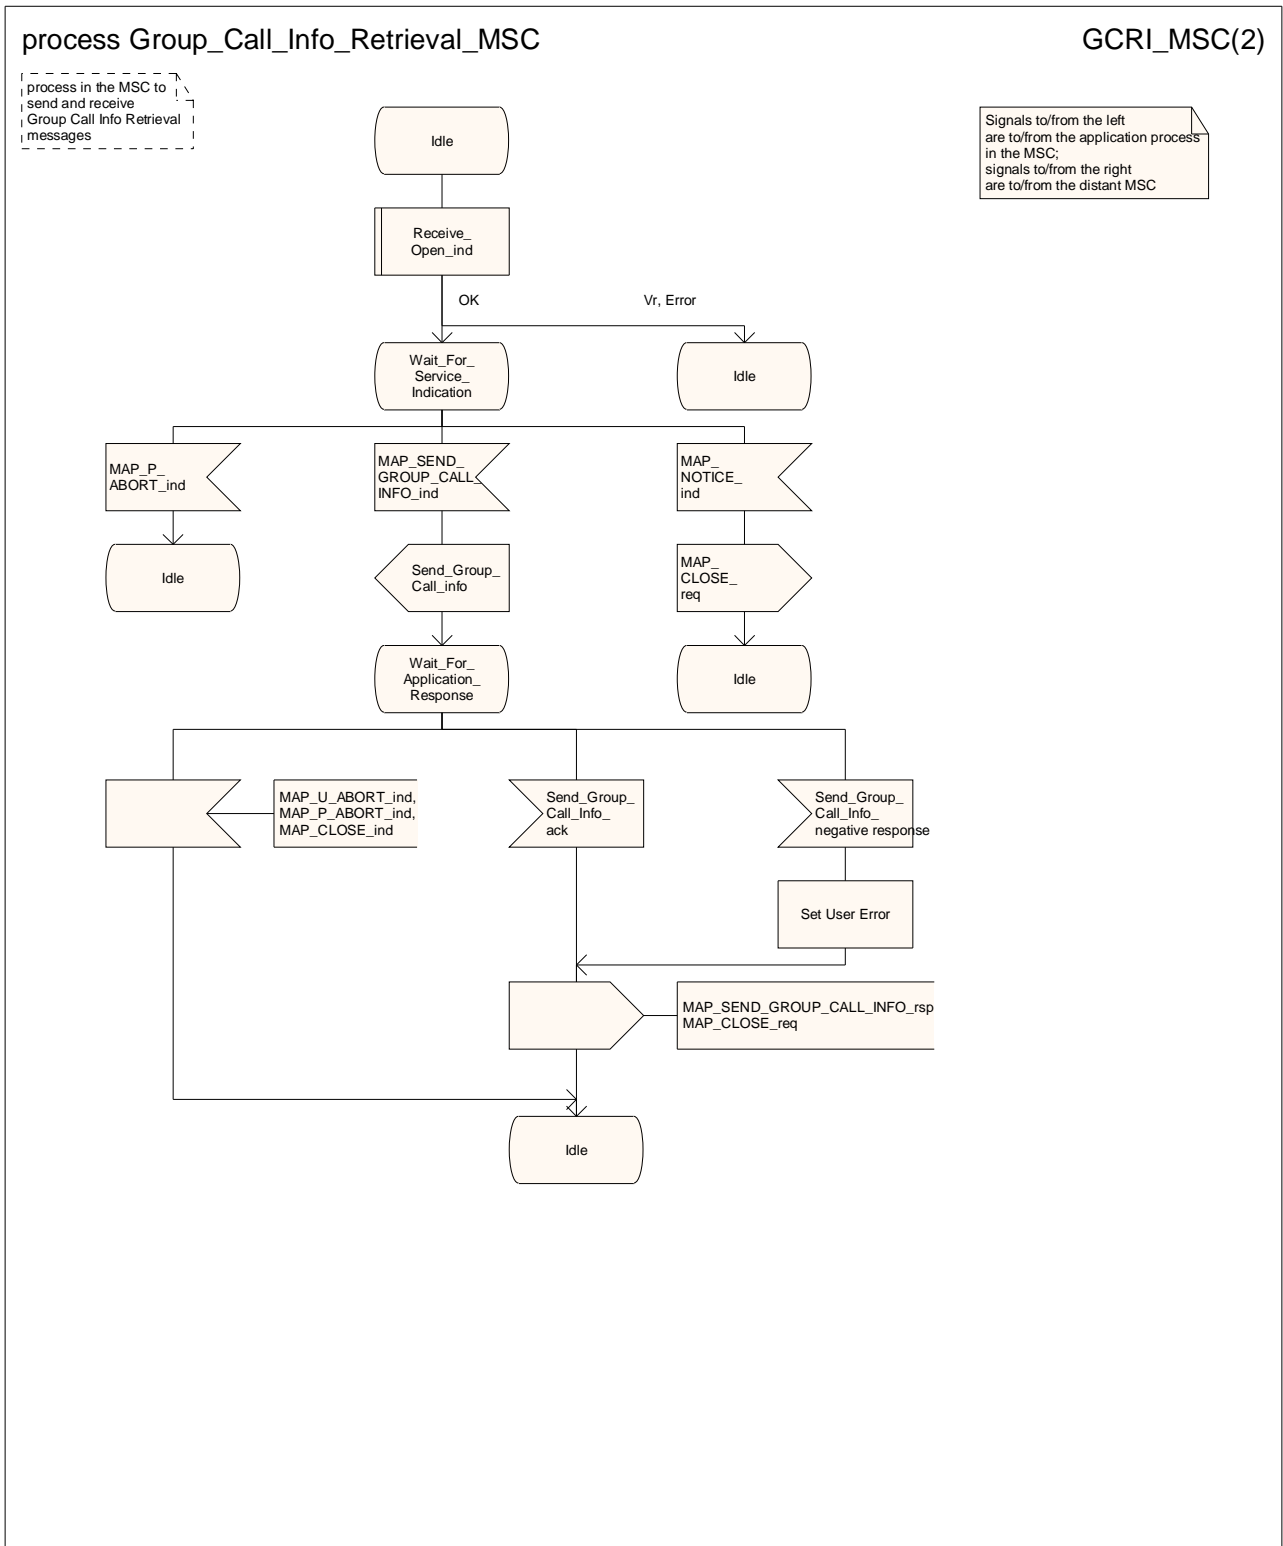 process Group_Call_Info_Retrieval_MSC
GCRI_MSC(2)
process in the MSC to
send and receive
Group Call Info Retrieval
messages
Signals to/from the left
are to/from the application process
in the MSC;
signals to/from the right
are to/from the distant MSC
Idle
Receive_
Open_ind
OK
Vr, Error
Wait_For_
Service_
Indication
Idle
MAP_P_
ABORT_ind
MAP_SEND_
GROUP_CALL_
INFO_ind
MAP_
NOTICE_
ind
Idle
Send_Group_
Call_info
MAP_
CLOSE_
req
Wait_For_
Application_
Response
Idle
MAP_U_ABORT_ind,
MAP_P_ABORT_ind,
MAP_CLOSE_ind
Send_Group_
Call_Info_
ack
Send_Group_
Call_Info_
negative response
Set User Error
MAP_SEND_GROUP_CALL_INFO_rsp
MAP_CLOSE_req
Idle